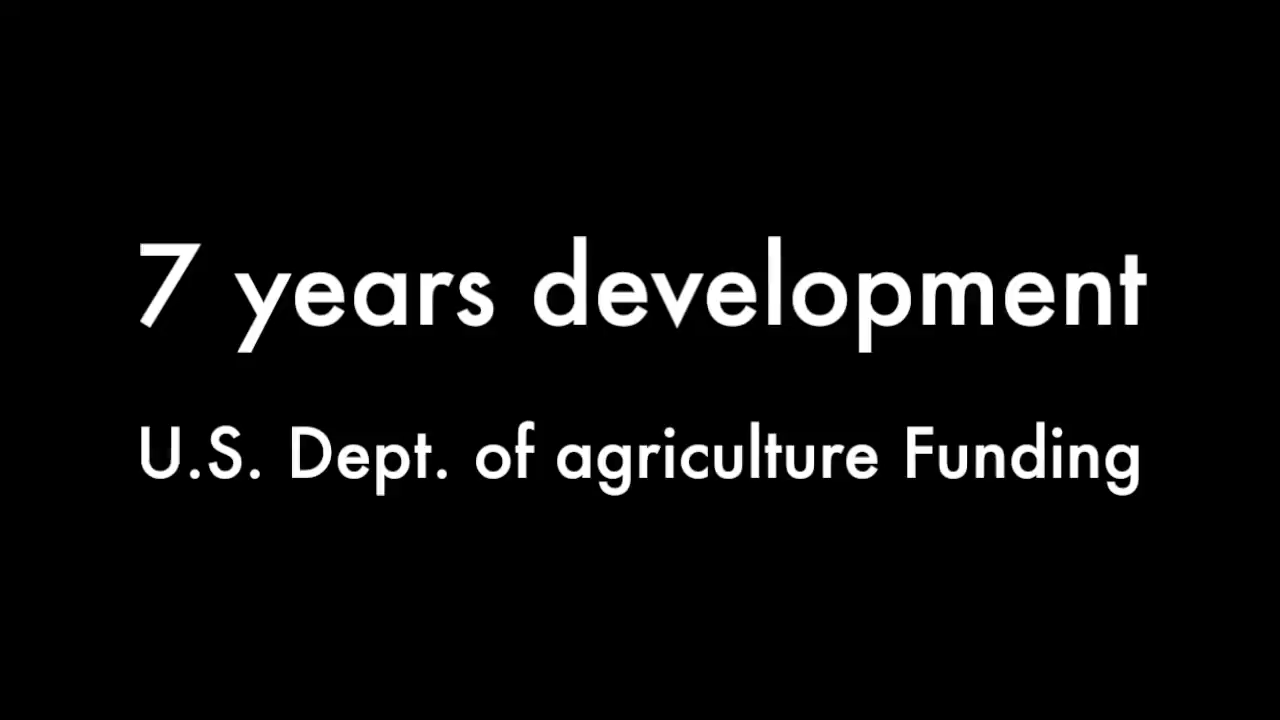 7 years development
U.S. Dept. of agriculture Funding